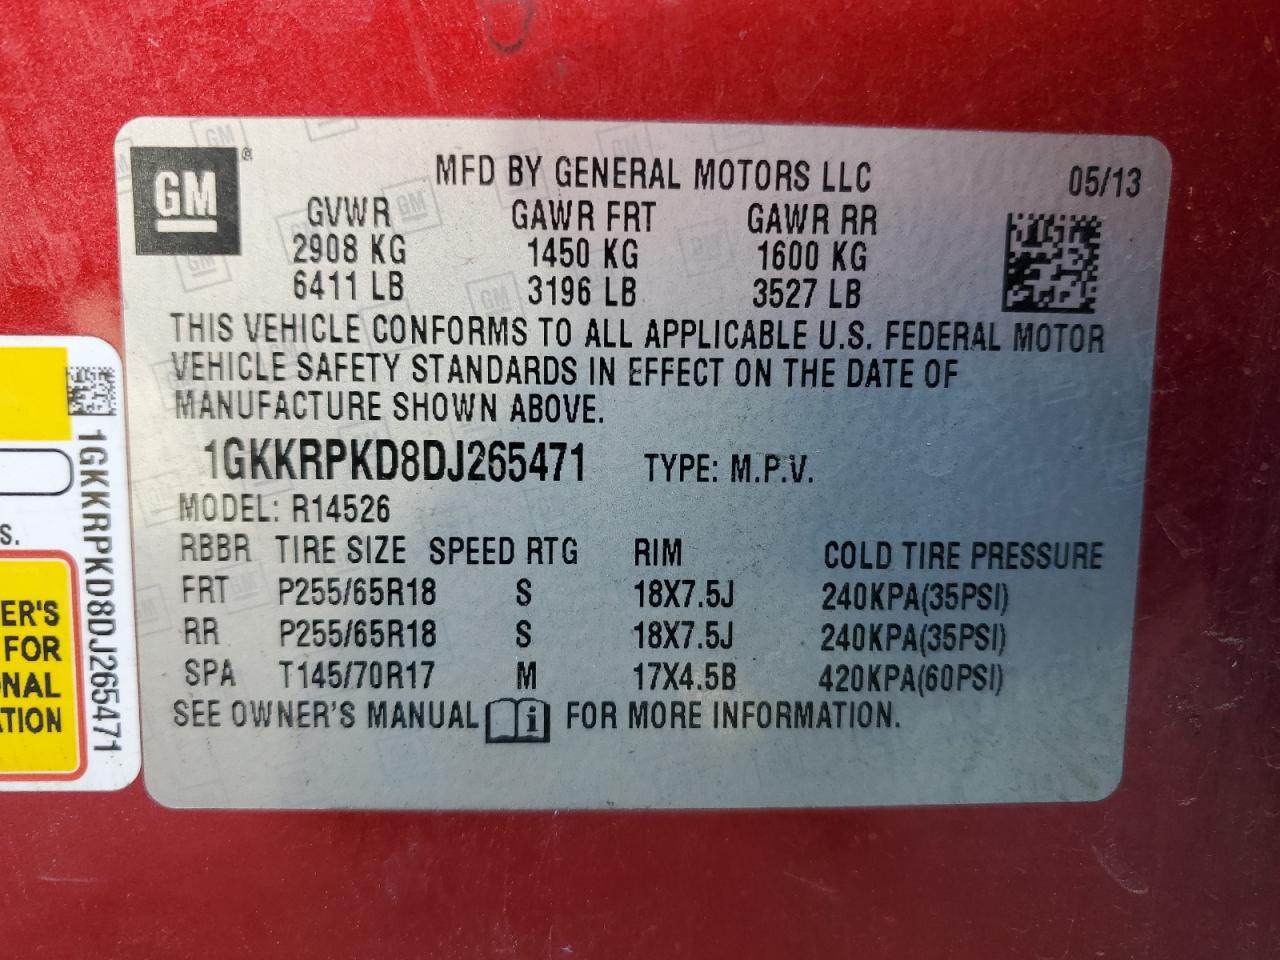 GM
®
MFD BY GENERAL MOTORS LLC 05/13
GVWR GAWR FRT GAWR RR
2908 KG 1450 KG 1600 KG
6411 LB 3196 LB 3527 LB
THIS VEHICLE CONFORMS TO ALL APPLICABLE U.S. FEDERAL MOTOR
VEHICLE SAFETY STANDARDS IN EFFECT ON THE DATE OF
MANUFACTURE SHOWN ABOVE.
1GKKRPKD8DJ265471 TYPE: M.P.V.
MODEL: R14526
RBBR TIRE SIZE SPEED RTG RIM COLD TIRE PRESSURE
FRT P255/65R18 S 18X7.5J 240KPA(35PSI)
RR P255/65R18 S 18X7.5J 240KPA(35PSI)
SPA T145/70R17 M 17X4.5B 420KPA(60PSI)
SEE OWNER'S MANUAL i FOR MORE INFORMATION.
1GKKRPKD8DJ265471
S.
ER'S
FOR
NAL
TION